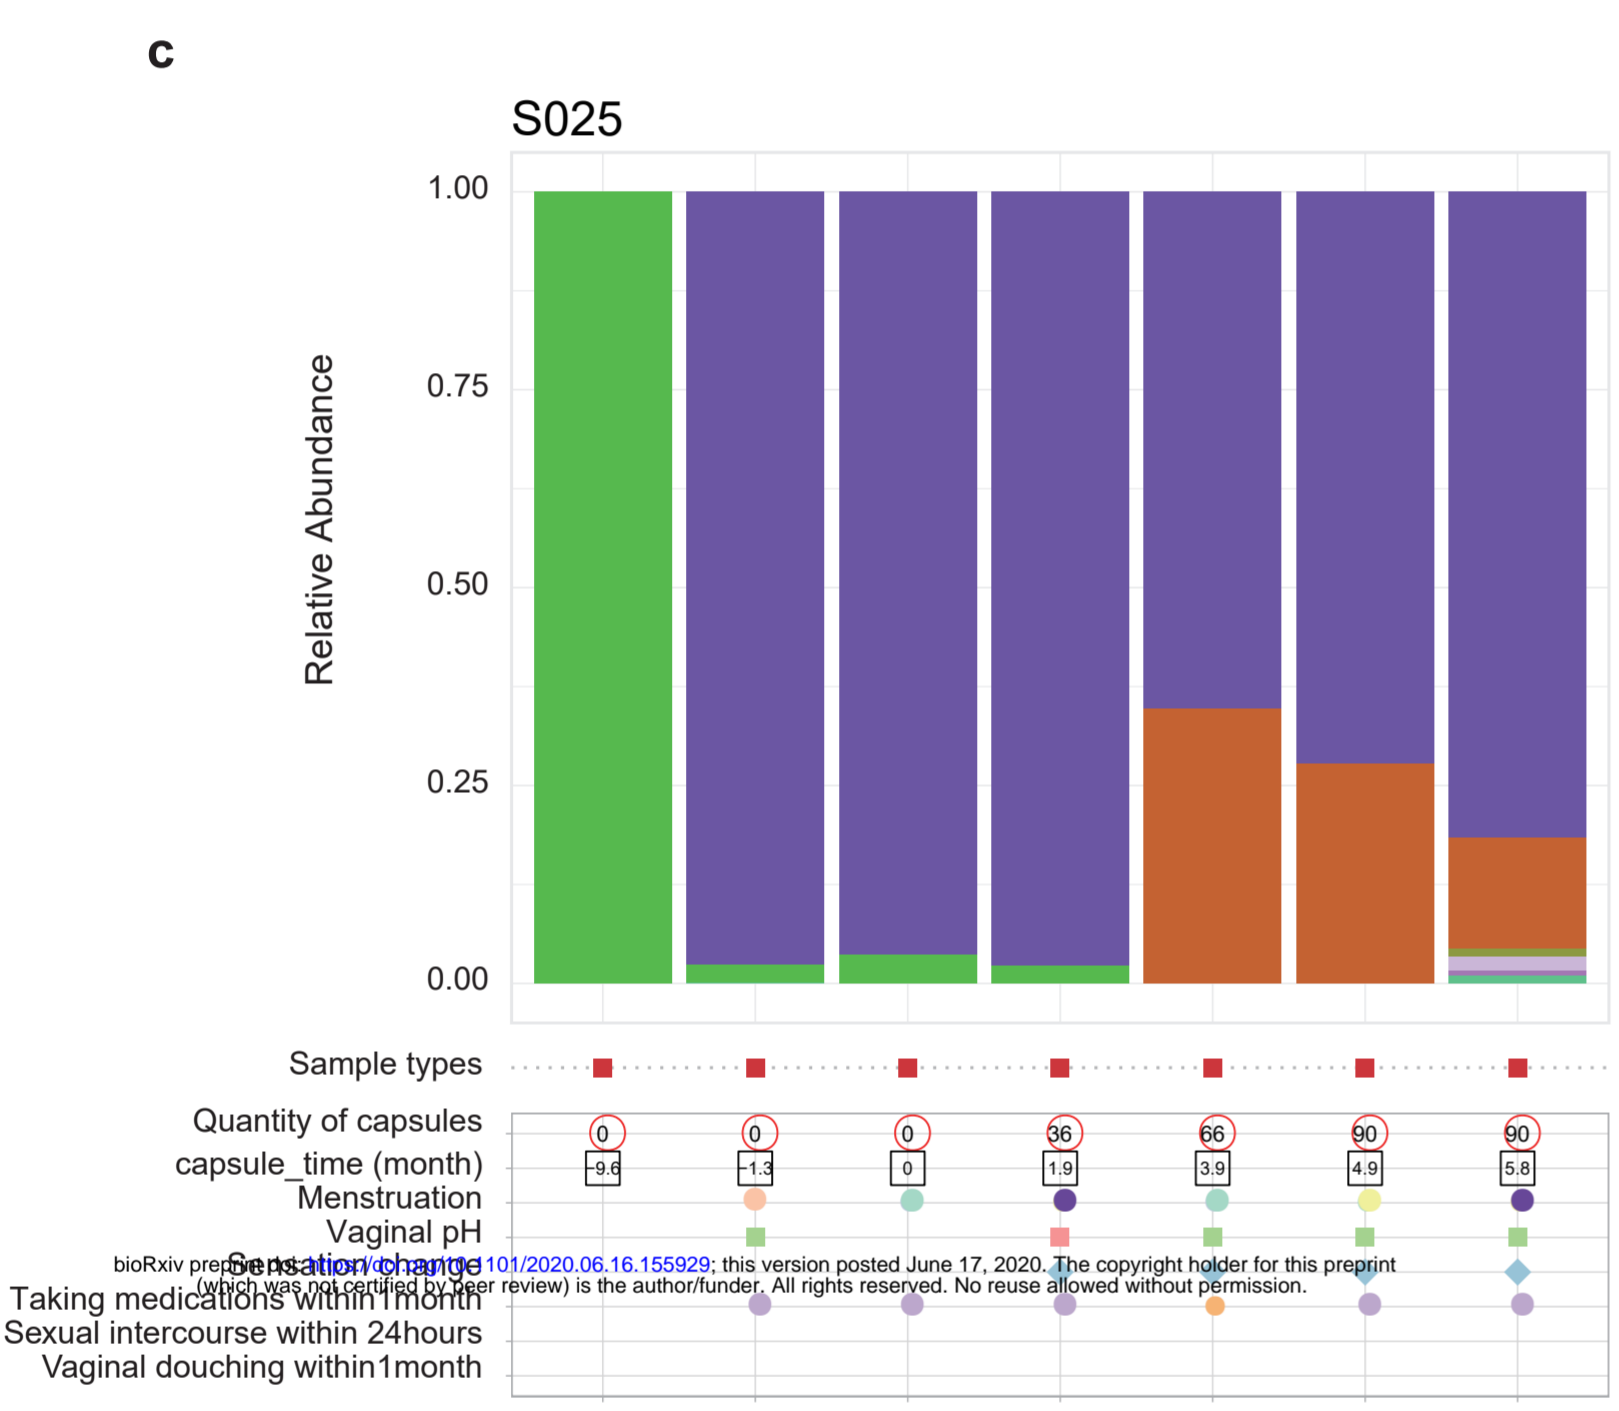 c
S025
Relative Abundance
1.00
0.75
0.50
0.25
0.00
Sample types
Quantity of capsules 0 0 0 36 66 90 90
capsule_time (month) −9.6 −1.3 0 1.9 3.9 4.9 5.8
Menstruation
Vaginal pH
Sensation change
bioRxiv preprint doi: https://doi.org/10.1101/2020.06.16.155929; this version posted June 17, 2020. The copyright holder for this preprint
(which was not certified by peer review) is the author/funder. All rights reserved. No reuse allowed without permission.
Taking medications within1month
Sexual intercourse within 24hours
Vaginal douching within1month